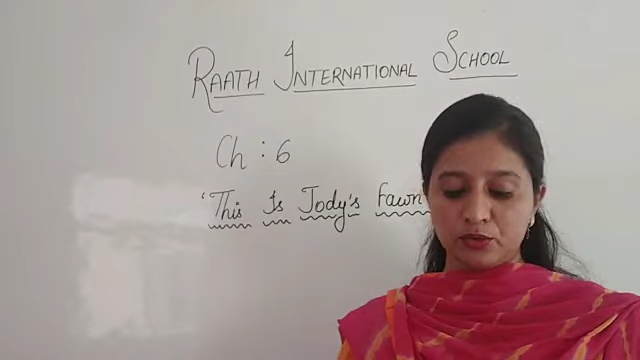 RAATH INTERNATIONAL SCHOOL
Ch : 6
'This Is Jody's Fawn'